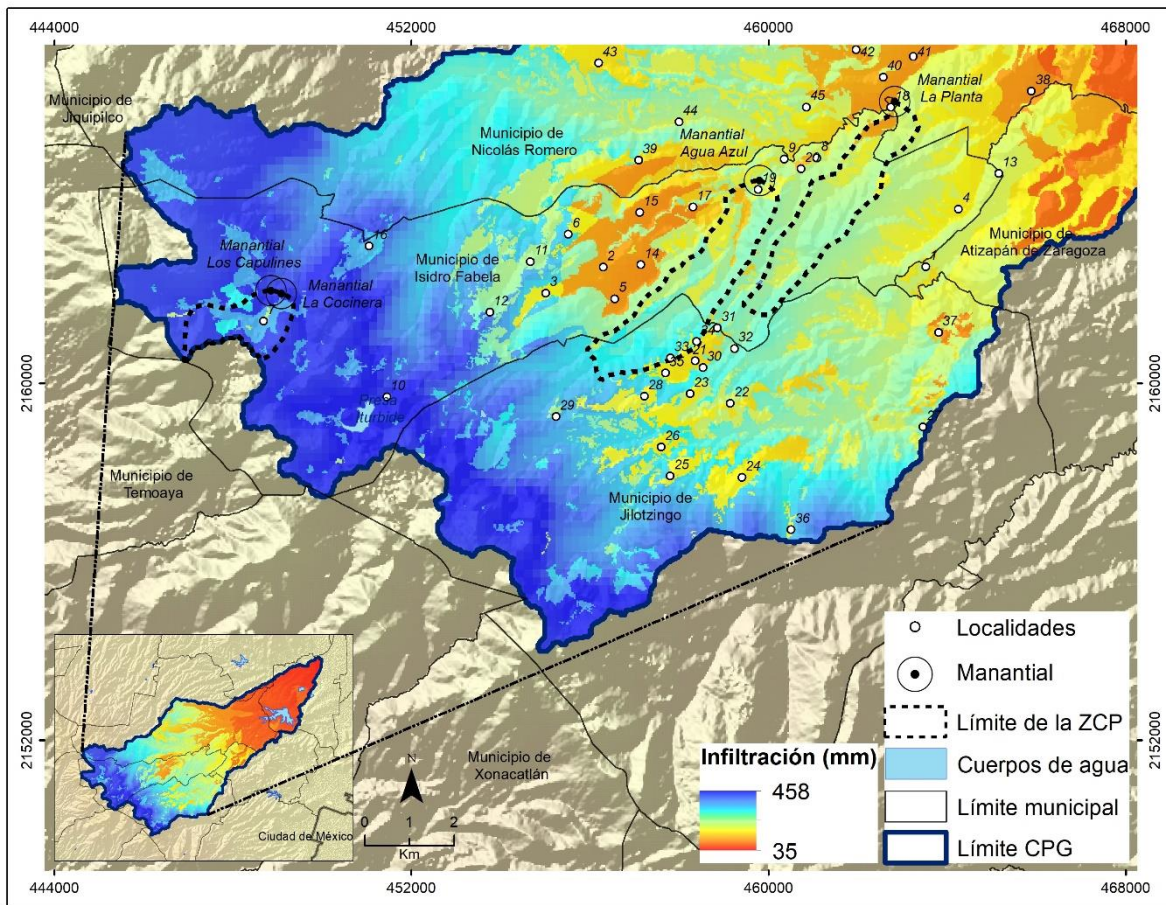 444000
452000
460000
468000
43
42
41
40
38
Manantial
La Planta
18
45
44
Municipio de
Jiquipilco
Municipio de
Nicolás Romero
Manantial
Agua Azul
39
9
8
20
13
19
17
15
4
Municipio de
Atizapán de Zaragoza
16
6
Manantial
Los Capulines
Municipio de
Isidro Fabela
11
2
14
Manantial
La Cocinera
3
5
12
31
37
34
32
33
21
30
35
2160000
2160000
10
Presa
Iturbide
28
23
22
29
26
Municipio de
Temoaya
25
24
Municipio de
Jilotzingo
36
Localidades
Manantial
Límite de la ZCP
Cuerpos de agua
Límite municipal
Límite CPG
Infiltración (mm)
458
35
2152000
2152000
Municipio de
Xonacatlán
N
0 1 2
Km
Ciudad de México
444000
452000
460000
468000